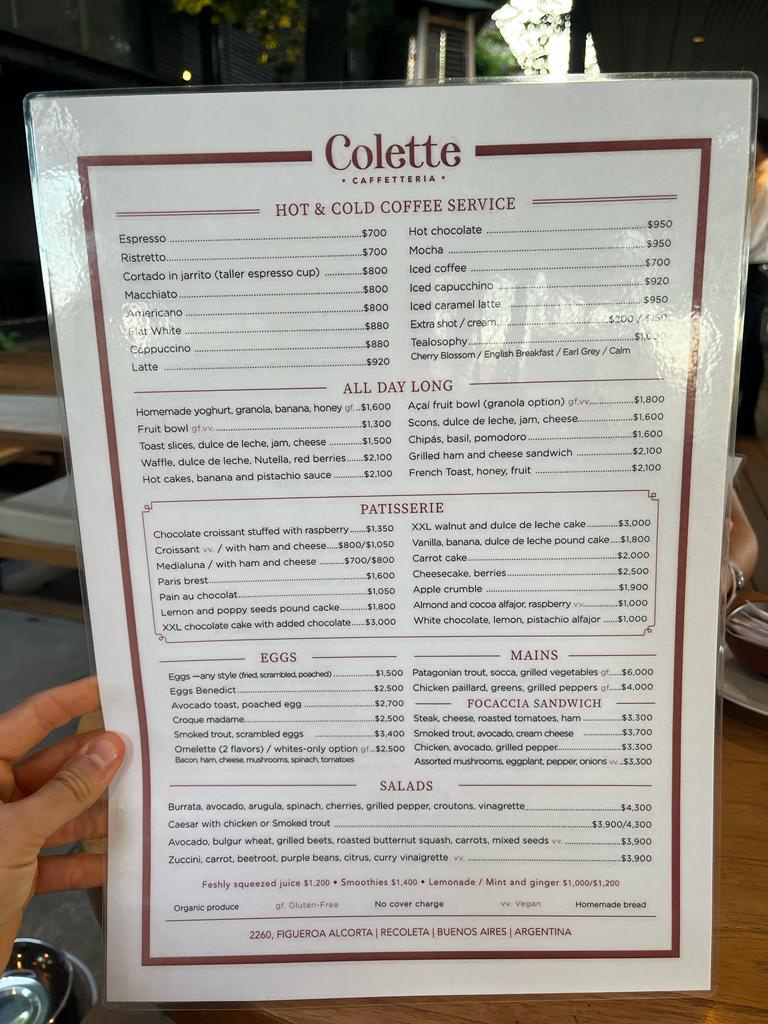 Colette
• CAFFETTERIA •
HOT & COLD COFFEE SERVICE
Espresso $700
Ristretto $700
Cortado in jarrito (taller espresso cup) $800
Macchiato $800
Americano $800
Flat White $880
Cappuccino $880
Latte $920
Hot chocolate $950
Mocha $950
Iced coffee $700
Iced capucchino $920
Iced caramel latte $950
Extra shot / cream $200 / $150
Tealosophy $1,000
Cherry Blossom / English Breakfast / Earl Grey / Calm
ALL DAY LONG
Homemade yoghurt, granola, banana, honey gf. $1,600
Fruit bowl gf.vv. $1,300
Toast slices, dulce de leche, jam, cheese $1,500
Waffle, dulce de leche, Nutella, red berries $2,100
Hot cakes, banana and pistachio sauce $2,100
Açaí fruit bowl (granola option) gf.vv. $1,800
Scons, dulce de leche, jam, cheese $1,600
Chipás, basil, pomodoro $1,600
Grilled ham and cheese sandwich $2,100
French Toast, honey, fruit $2,100
PATISSERIE
Chocolate croissant stuffed with raspberry $1,350
Croissant vv. / with ham and cheese $800/$1,050
Medialuna / with ham and cheese $700/$800
Paris brest $1,600
Pain au chocolat $1,050
Lemon and poppy seeds pound cacke $1,800
XXL chocolate cake with added chocolate $3,000
XXL walnut and dulce de leche cake $3,000
Vanilla, banana, dulce de leche pound cake $1,800
Carrot cake $2,000
Cheesecake, berries $2,500
Apple crumble $1,900
Almond and cocoa alfajor, raspberry vv. $1,000
White chocolate, lemon, pistachio alfajor $1,000
EGGS
Eggs —any style (fried, scrambled, poached) $1,500
Eggs Benedict $2,500
Avocado toast, poached egg $2,700
Croque madame $2,500
Smoked trout, scrambled eggs $3,400
Omelette (2 flavors) / whites-only option gf. $2,500
Bacon, ham, cheese, mushrooms, spinach, tomatoes
MAINS
Patagonian trout, socca, grilled vegetables gf. $6,000
Chicken paillard, greens, grilled peppers gf. $4,000
FOCACCIA SANDWICH
Steak, cheese, roasted tomatoes, ham $3,300
Smoked trout, avocado, cream cheese $3,700
Chicken, avocado, grilled pepper $3,300
Assorted mushrooms, eggplant, pepper, onions vv. $3,300
SALADS
Burrata, avocado, arugula, spinach, cherries, grilled pepper, croutons, vinagrette $4,300
Caesar with chicken or Smoked trout $3,900/4,300
Avocado, bulgur wheat, grilled beets, roasted butternut squash, carrots, mixed seeds vv. $3,900
Zuccini, carrot, beetroot, purple beans, citrus, curry vinaigrette vv. $3,900
Feshly squeezed juice $1,200 • Smoothies $1,400 • Lemonade / Mint and ginger $1,000/$1,200
Organic produce gf. Gluten-Free No cover charge vv. Vegan Homemade bread
2260, FIGUEROA ALCORTA | RECOLETA | BUENOS AIRES | ARGENTINA